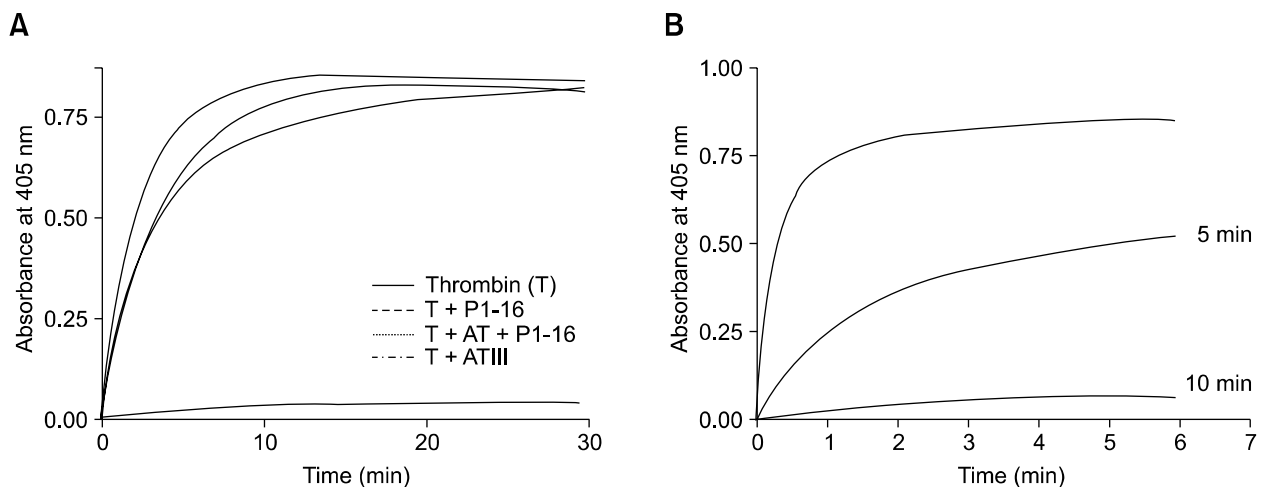 A
Absorbance at 405 nm
0.75
0.50
0.25
0.00
Thrombin (T)
T + P1-16
T + AT + P1-16
T + ATIII
0 10 20 30
Time (min)
B
Absorbance at 405 nm
1.00
0.75
0.50
0.25
0.00
5 min
10 min
0 1 2 3 4 5 6 7
Time (min)